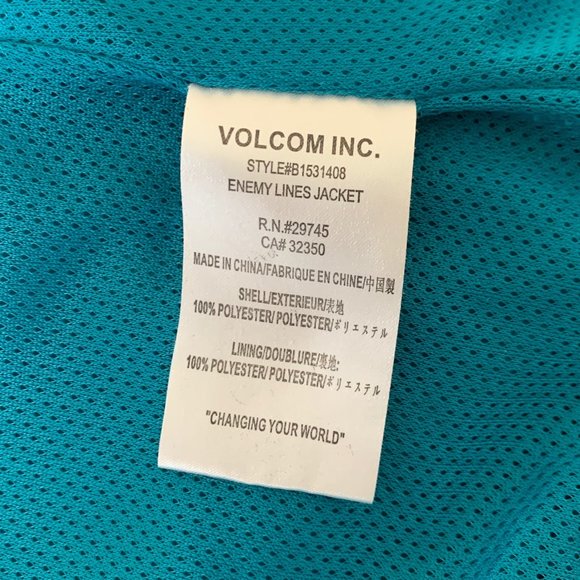 VOLCOM INC.
STYLE#B1531408
ENEMY LINES JACKET
R.N.#29745
CA# 32350
MADE IN CHINA/FABRIQUE EN CHINE/中国製
SHELL/EXTERIEUR/表地
100% POLYESTER/ POLYESTER/ポリエステル
LINING/DOUBLURE/裏地:
100% POLYESTER/ POLYESTER/ポリエステル
"CHANGING YOUR WORLD"